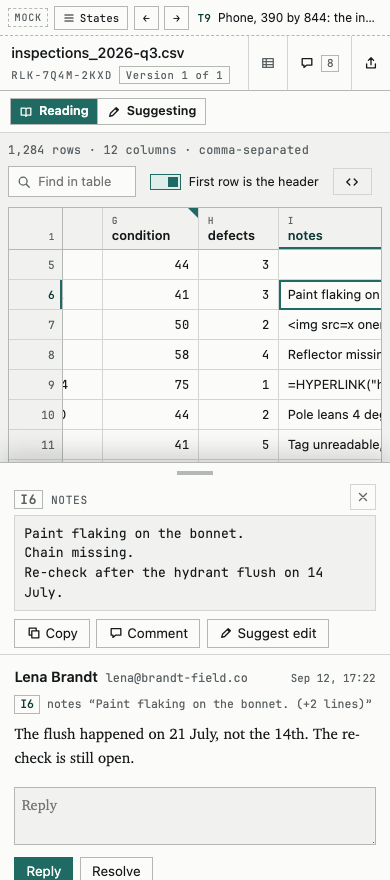 MOCK States ← → T9 Phone, 390 by 844: the in…
inspections_2026-q3.csv
RLK-7Q4M-2KXD Version 1 of 1
8
Reading Suggesting
1,284 rows · 12 columns · comma-separated
Find in table First row is the header <>
G H I
1 condition defects notes
5 44 3
6 41 3 Paint flaking on
7 50 2 <img src=x one
8 58 4 Reflector missin
9 4 75 1 =HYPERLINK("h
10 44 2 Pole leans 4 deg
11 41 5 Tag unreadable,
I6 NOTES
Paint flaking on the bonnet.
Chain missing.
Re-check after the hydrant flush on 14
July.
Copy Comment Suggest edit
Lena Brandt lena@brandt-field.co Sep 12, 17:22
I6 notes “Paint flaking on the bonnet. (+2 lines)”
The flush happened on 21 July, not the 14th. The re-
check is still open.
Reply
Reply Resolve